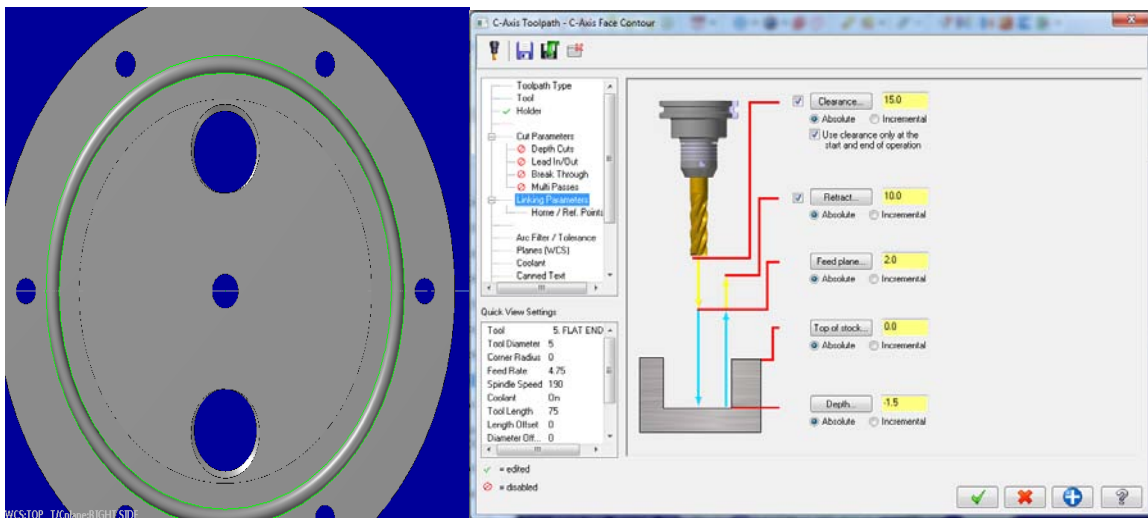 WCS:TOP T/Cplane:RIGHT SIDE
C-Axis Toolpath - C-Axis Face Contour
Toolpath Type
Tool
Holder
Cut Parameters
Depth Cuts
Lead In/Out
Break Through
Multi Passes
Linking Parameters
Home / Ref. Points
Arc Filter / Tolerance
Planes (WCS)
Coolant
Canned Text
Quick View Settings
Tool 5. FLAT END
Tool Diameter 5
Corner Radius 0
Feed Rate 4.75
Spindle Speed 190
Coolant On
Tool Length 75
Length Offset 0
Diameter Off... 0
= edited
= disabled
Clearance... 15.0
Absolute Incremental
Use clearance only at the
start and end of operation
Retract... 10.0
Absolute Incremental
Feed plane... 2.0
Absolute Incremental
Top of stock... 0.0
Absolute Incremental
Depth... -1.5
Absolute Incremental